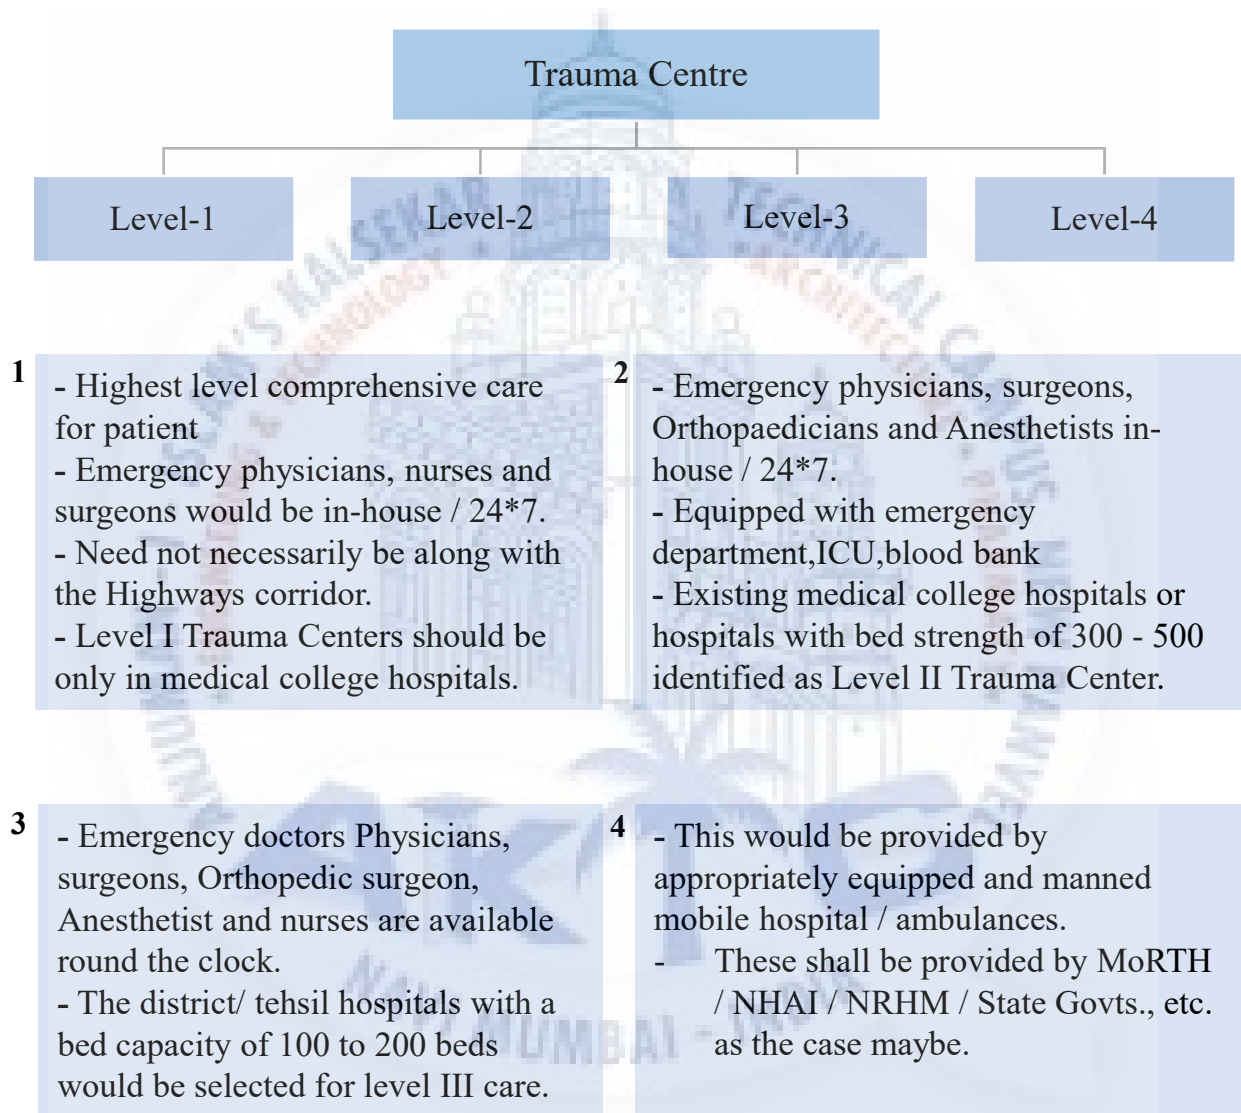 Trauma Centre
Level-1
Level-2
Level-3
Level-4
1
- Highest level comprehensive care
for patient
- Emergency physicians, nurses and
surgeons would be in-house / 24*7.
- Need not necessarily be along with
the Highways corridor.
- Level I Trauma Centers should be
only in medical college hospitals.
2
- Emergency physicians, surgeons,
Orthopaedicians and Anesthetists in-
house / 24*7.
- Equipped with emergency
department,ICU,blood bank
- Existing medical college hospitals or
hospitals with bed strength of 300 - 500
identified as Level II Trauma Center.
3
- Emergency doctors Physicians,
surgeons, Orthopedic surgeon,
Anesthetist and nurses are available
round the clock.
- The district/ tehsil hospitals with a
bed capacity of 100 to 200 beds
would be selected for level III care.
4
- This would be provided by
appropriately equipped and manned
mobile hospital / ambulances.
- These shall be provided by MoRTH
/ NHAI / NRHM / State Govts., etc.
as the case maybe.
AKTC
NAVI MUMBAI - INDIA